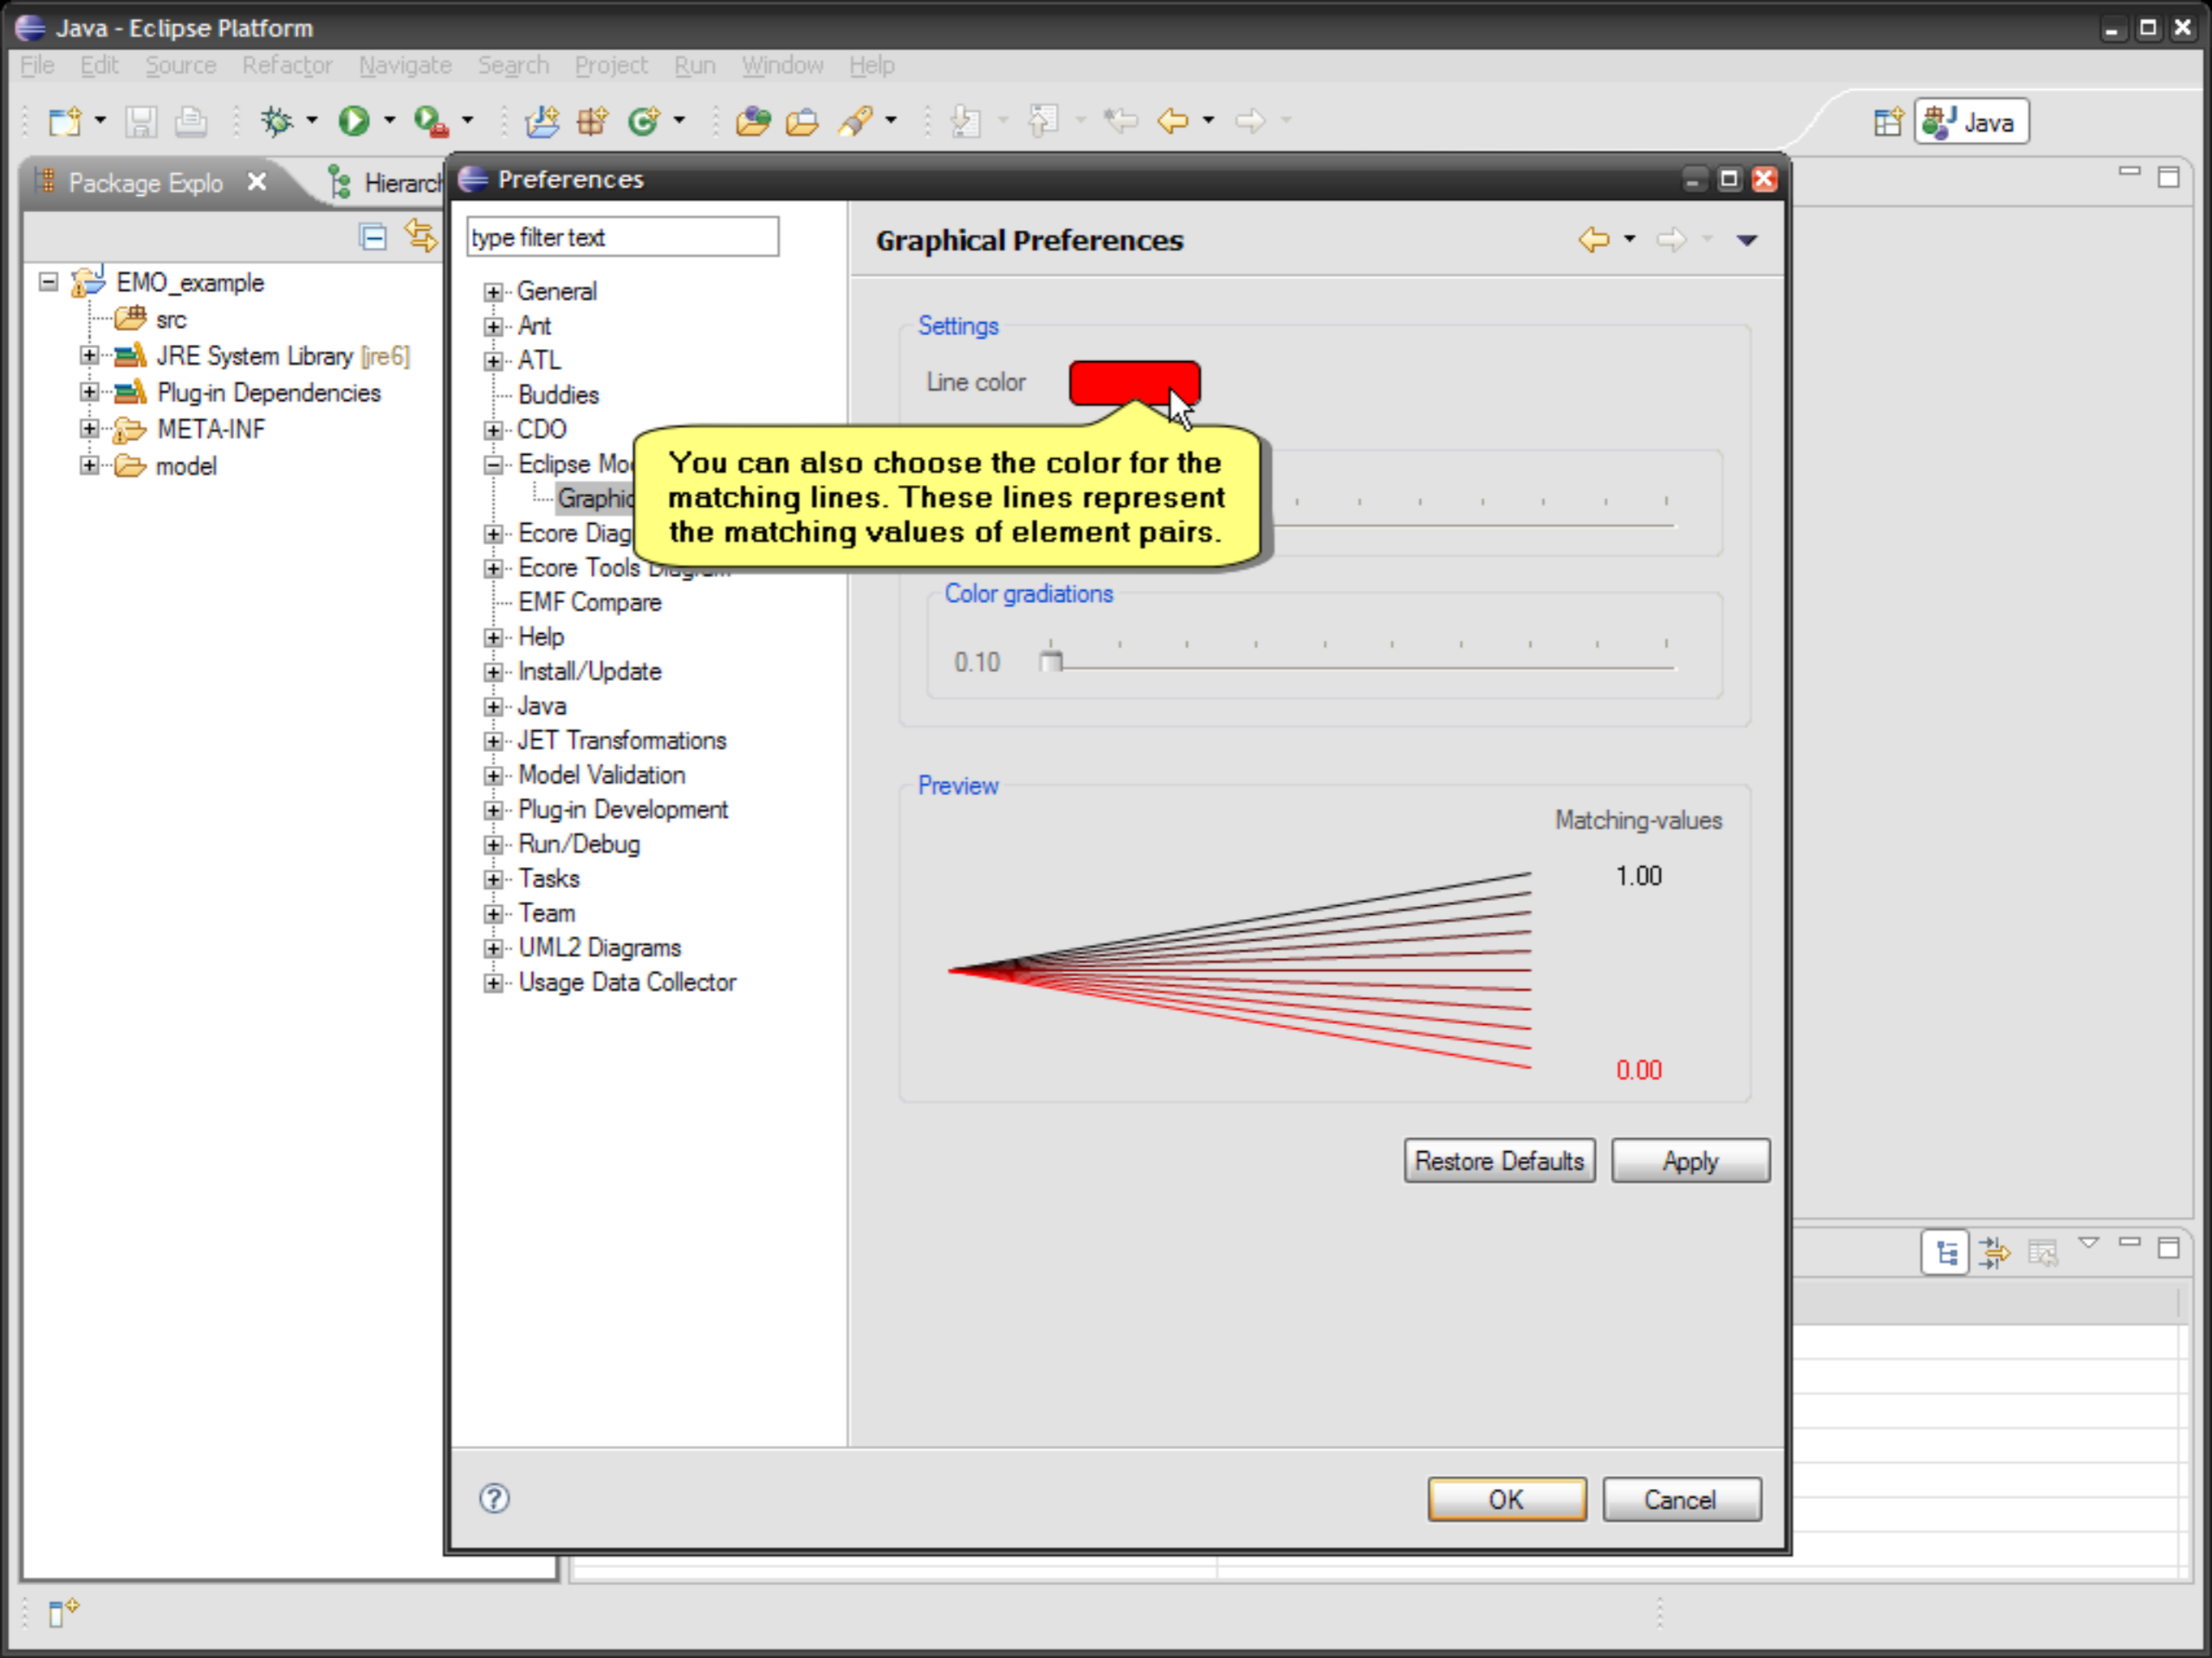 Java - Eclipse Platform
File Edit Source Refactor Navigate Search Project Run Window Help
Java
Package Explo
Hierarch
EMO_example
src
JRE System Library [jre6]
Plug-in Dependencies
META-INF
model
Preferences
type filter text
General
Ant
ATL
Buddies
CDO
Eclipse Mo
Graphic
Ecore Diag
Ecore Tools Diagram
EMF Compare
Help
Install/Update
Java
JET Transformations
Model Validation
Plug-in Development
Run/Debug
Tasks
Team
UML2 Diagrams
Usage Data Collector
Graphical Preferences
Settings
Line color
You can also choose the color for the
matching lines. These lines represent
the matching values of element pairs.
Color gradiations
0.10
Preview
Matching-values
1.00
0.00
Restore Defaults
Apply
OK
Cancel